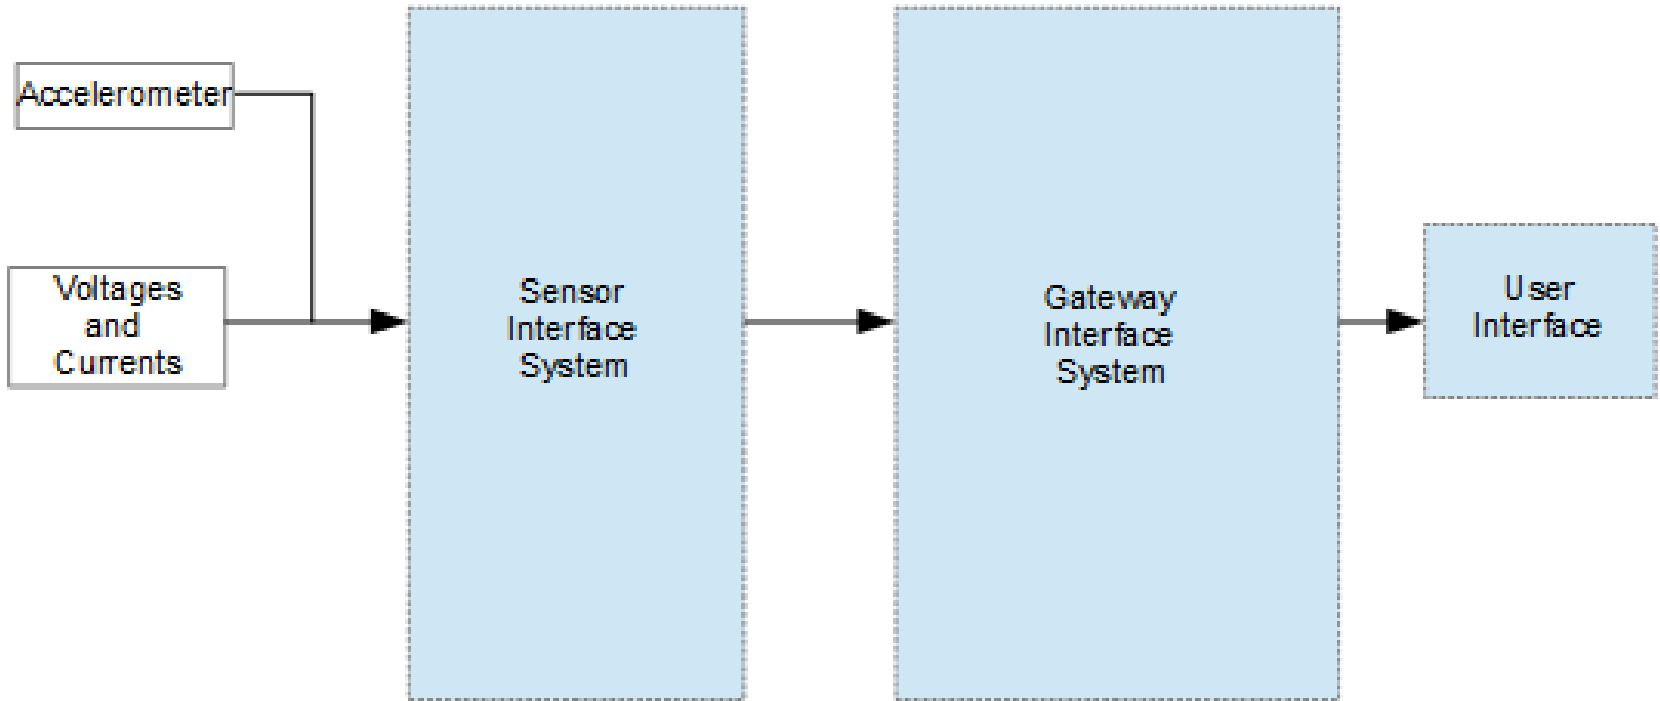 Accelerometer
Voltages
and
Currents
Sensor
Interface
System
Gateway
Interface
System
User
Interface